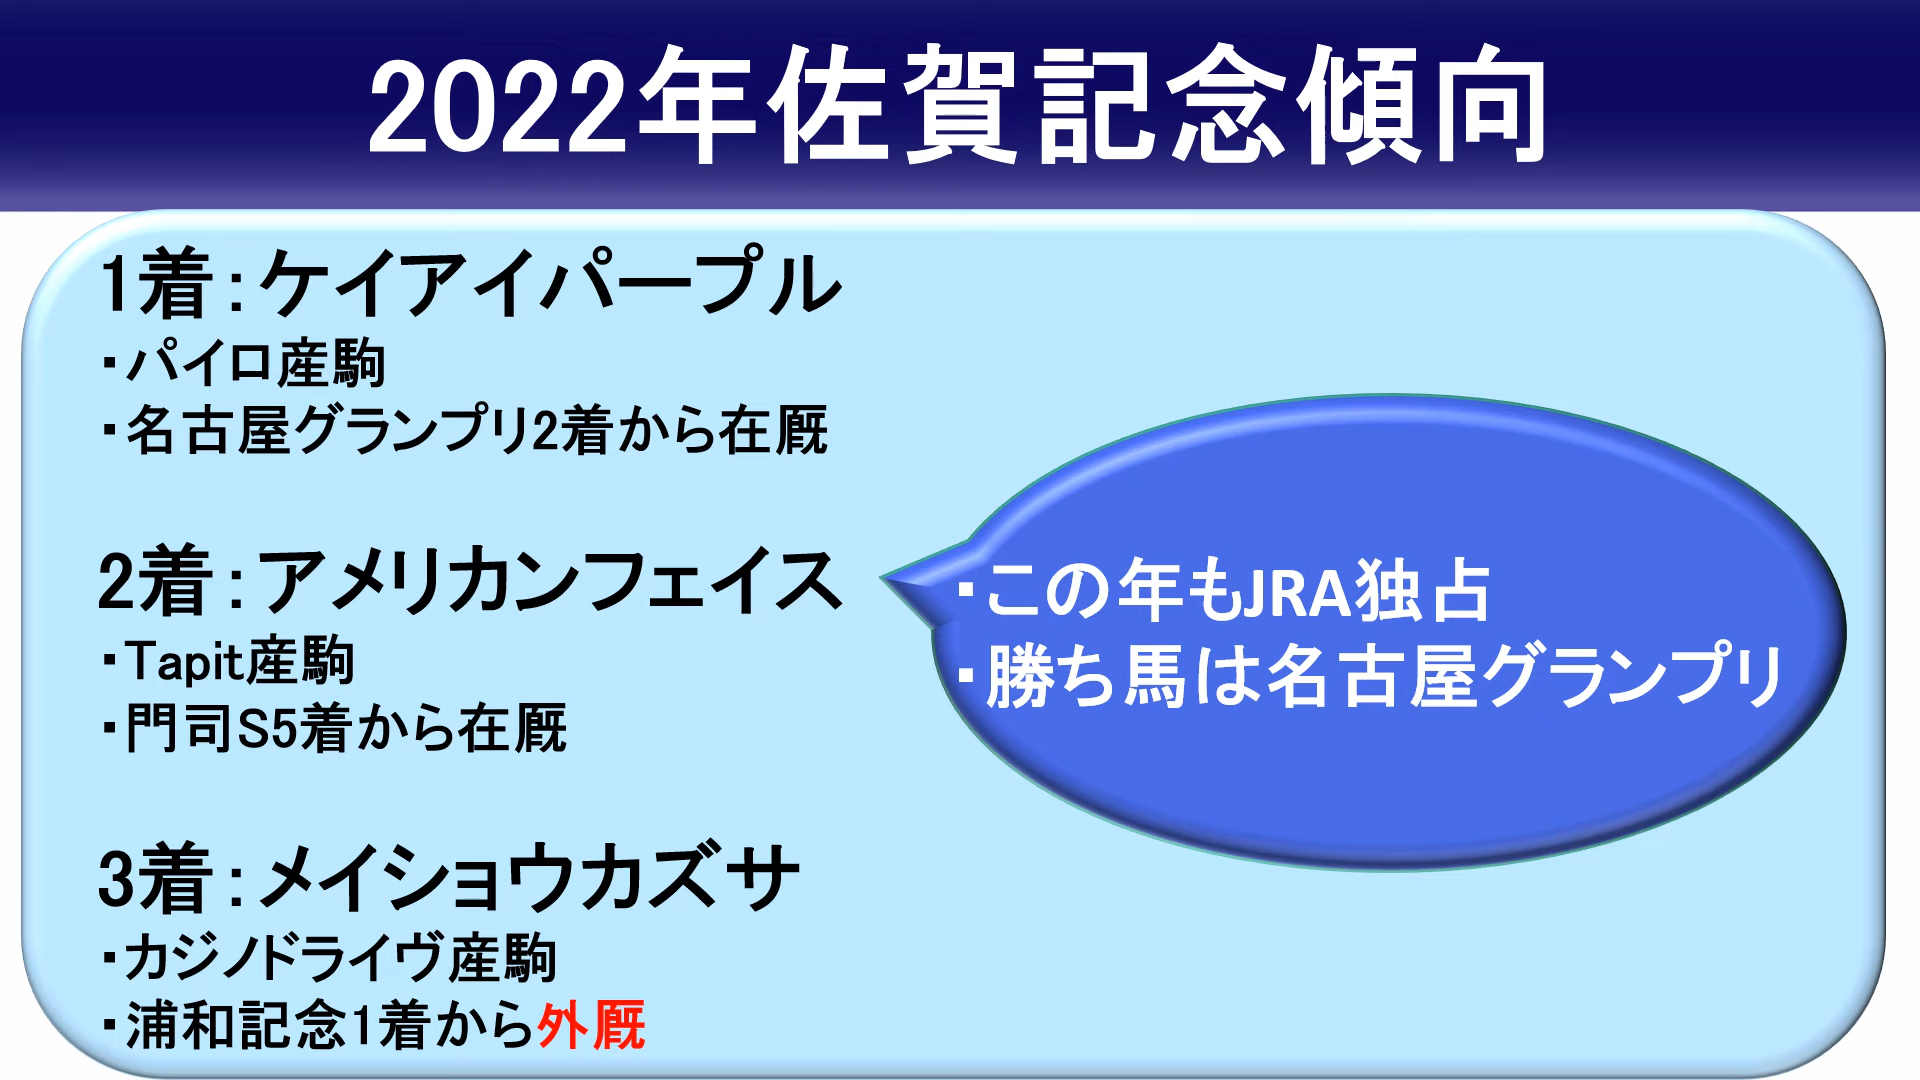 2022年佐賀記念傾向
1着：ケイアイパープル
・パイロ産駒
・名古屋グランプリ2着から在厩
2着：アメリカンフェイス
・Tapit産駒
・門司S5着から在厩
3着：メイショウカズサ
・カジノドライヴ産駒
・浦和記念1着から外厩
・この年もJRA独占
・勝ち馬は名古屋グランプリ